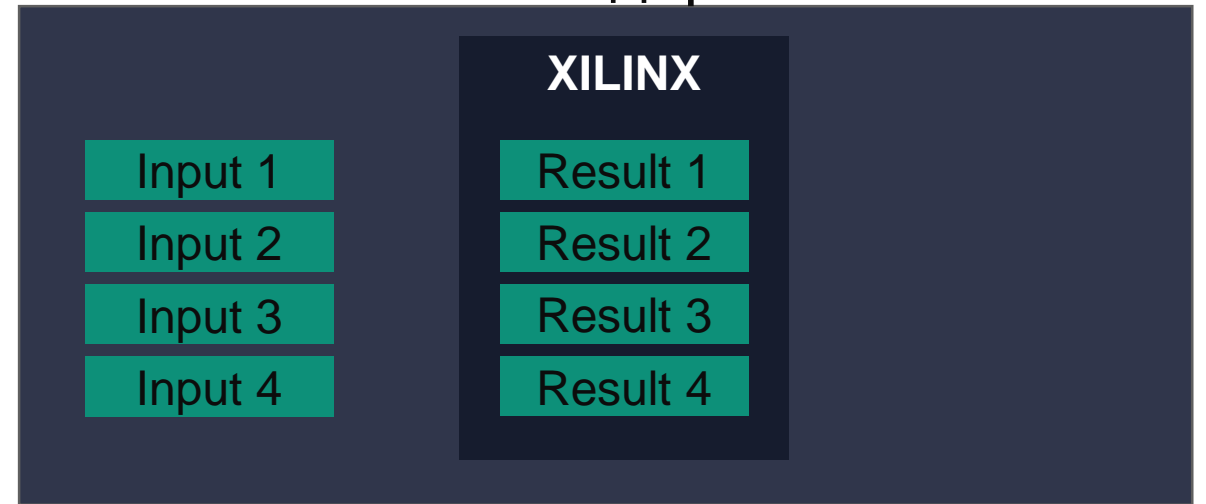 XILINX
Input 1 Result 1
Input 2 Result 2
Input 3 Result 3
Input 4 Result 4